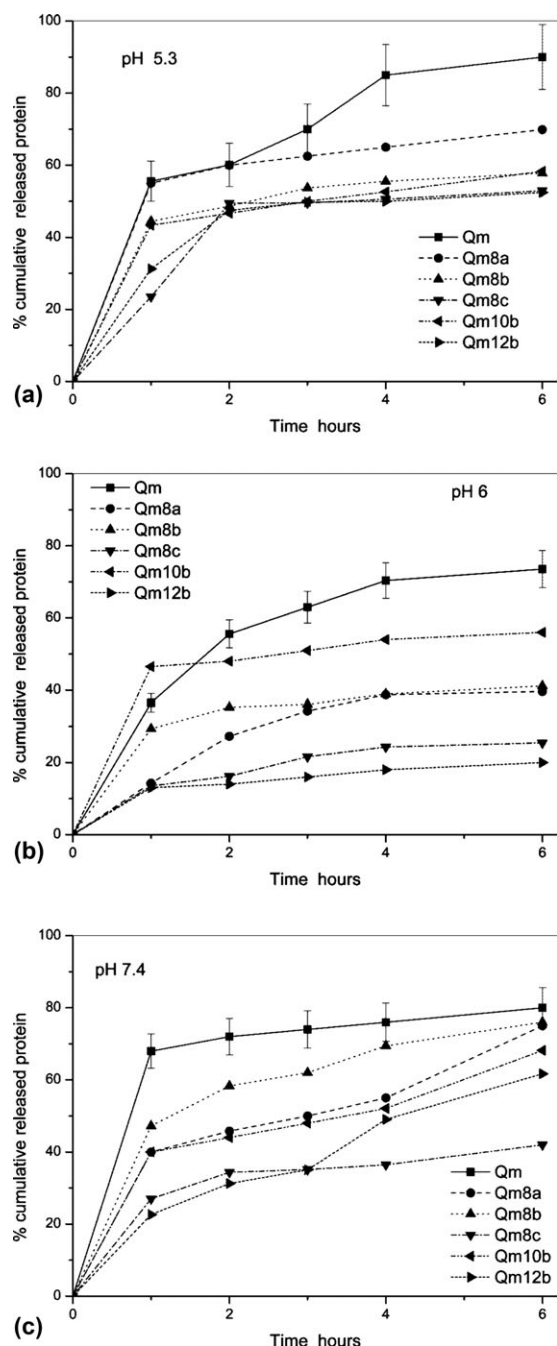 100
80
60
40
20
0
% cumulative released protein
pH 5.3
Qm
Qm8a
Qm8b
Qm8c
Qm10b
Qm12b
0 2 4 6
Time hours
(a)
100
80
60
40
20
0
% cumulative released protein
Qm
Qm8a
Qm8b
Qm8c
Qm10b
Qm12b
pH 6
0 2 4 6
Time hours
(b)
100
80
60
40
20
0
% cumulative released protein
pH 7.4
Qm
Qm8a
Qm8b
Qm8c
Qm10b
Qm12b
0 1 2 3 4 5 6
Time hours
(c)